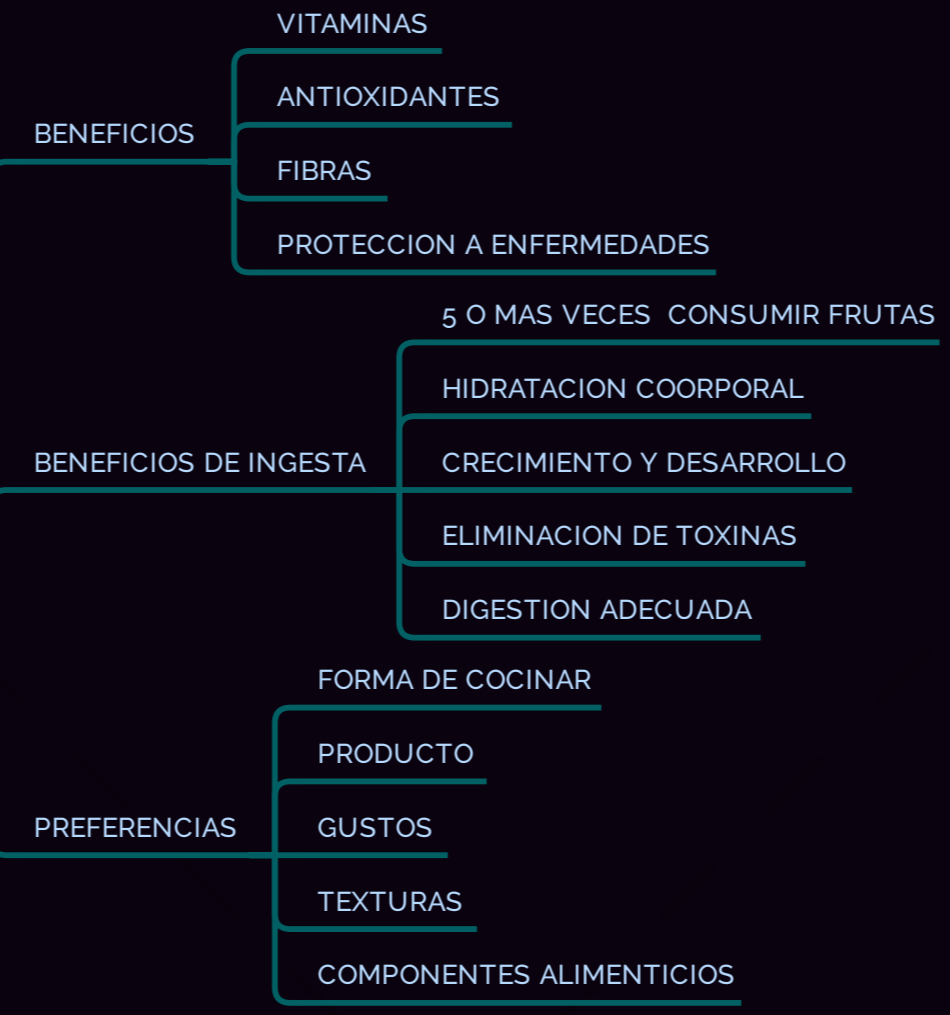 BENEFICIOS
VITAMINAS
ANTIOXIDANTES
FIBRAS
PROTECCION A ENFERMEDADES
BENEFICIOS DE INGESTA
5 O MAS VECES  CONSUMIR FRUTAS
HIDRATACION COORPORAL
CRECIMIENTO Y DESARROLLO
ELIMINACION DE TOXINAS
DIGESTION ADECUADA
PREFERENCIAS
FORMA DE COCINAR
PRODUCTO
GUSTOS
TEXTURAS
COMPONENTES ALIMENTICIOS